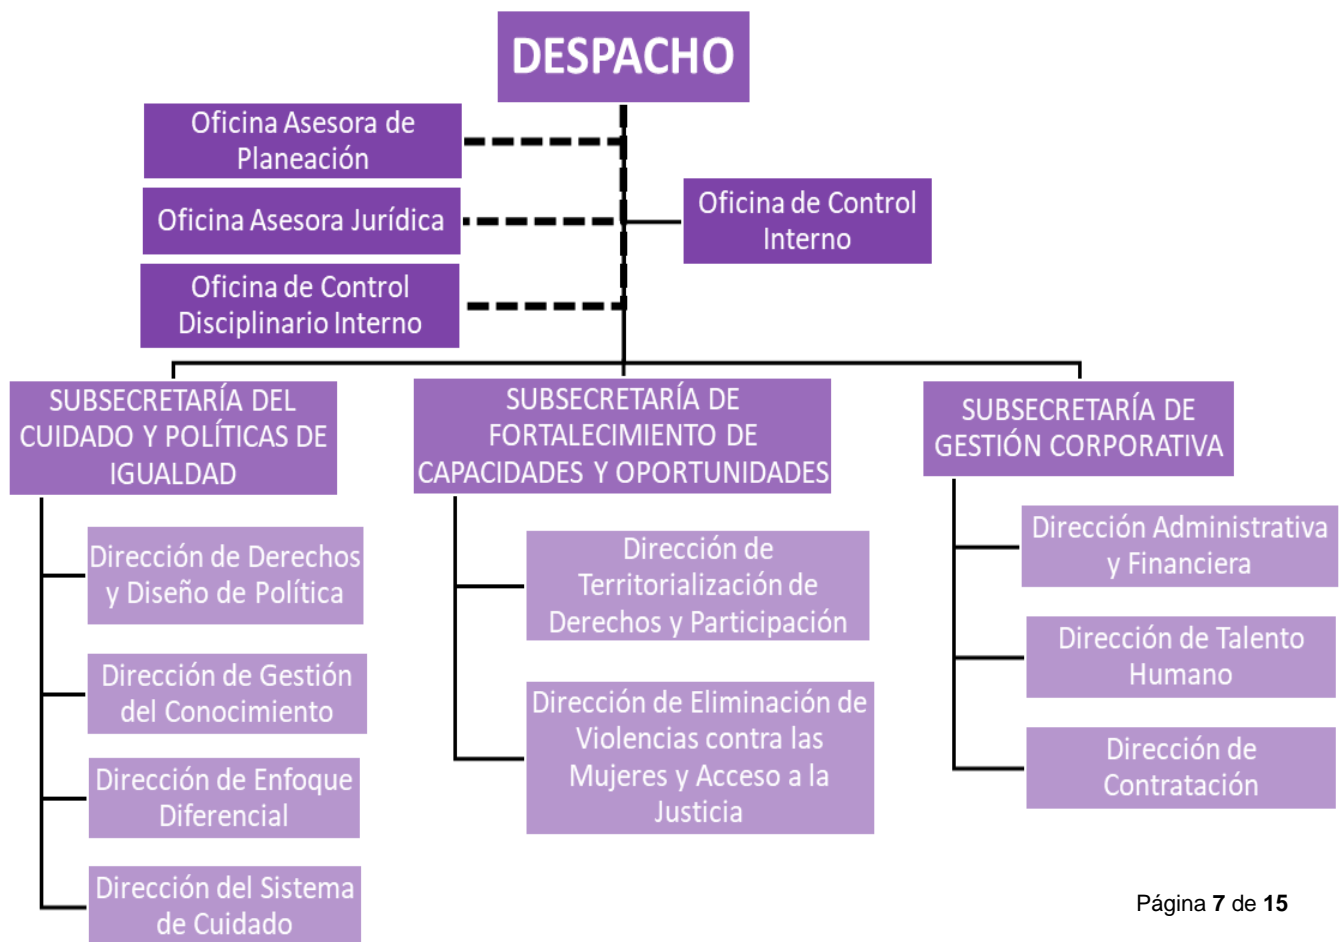 DESPACHO
Oficina Asesora de
Planeación
Oficina Asesora Jurídica
Oficina de Control
Disciplinario Interno
Oficina de Control
Interno
SUBSECRETARÍA DEL
CUIDADO Y POLÍTICAS DE
IGUALDAD
Dirección de Derechos
y Diseño de Política
Dirección de Gestión
del Conocimiento
Dirección de Enfoque
Diferencial
Dirección del Sistema
de Cuidado
SUBSECRETARÍA DE
FORTALECIMIENTO DE
CAPACIDADES Y OPORTUNIDADES
Dirección de
Territorialización de
Derechos y Participación
Dirección de Eliminación de
Violencias contra las
Mujeres y Acceso a la
Justicia
SUBSECRETARÍA DE
GESTIÓN CORPORATIVA
Dirección Administrativa
y Financiera
Dirección de Talento
Humano
Dirección de
Contratación
Página 7 de 15